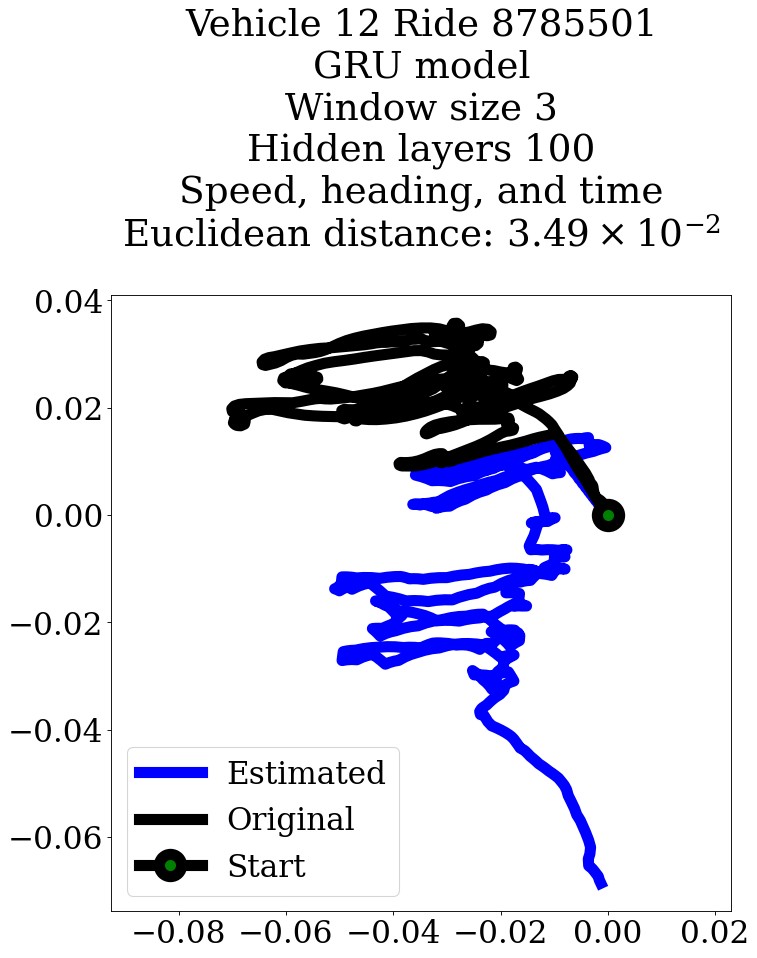 Vehicle 12 Ride 8785501
GRU model
Window size 3
Hidden layers 100
Speed, heading, and time
Euclidean distance: 3.49 × 10⁻²
0.04
0.02
0.00
−0.02
−0.04
−0.06
Estimated
Original
Start
−0.08 −0.06 −0.04 −0.02 0.00 0.02